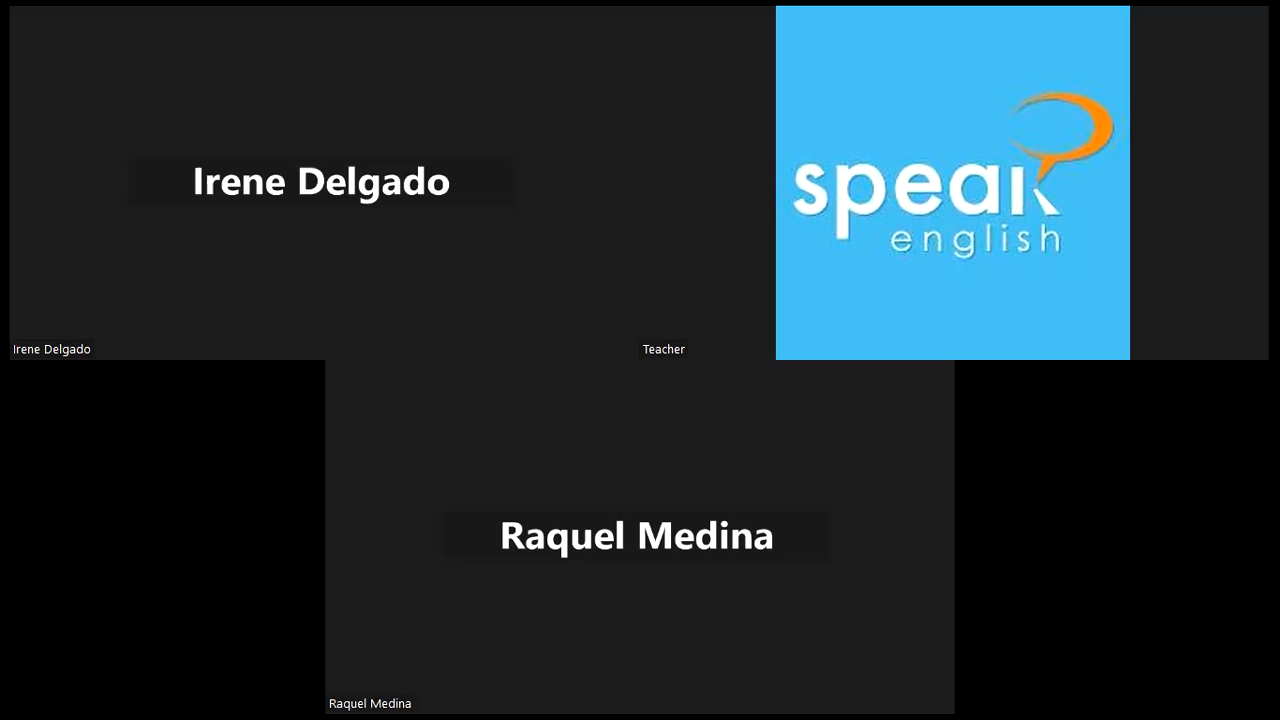 Irene Delgado
Irene Delgado
speak
english
Teacher
Raquel Medina
Raquel Medina